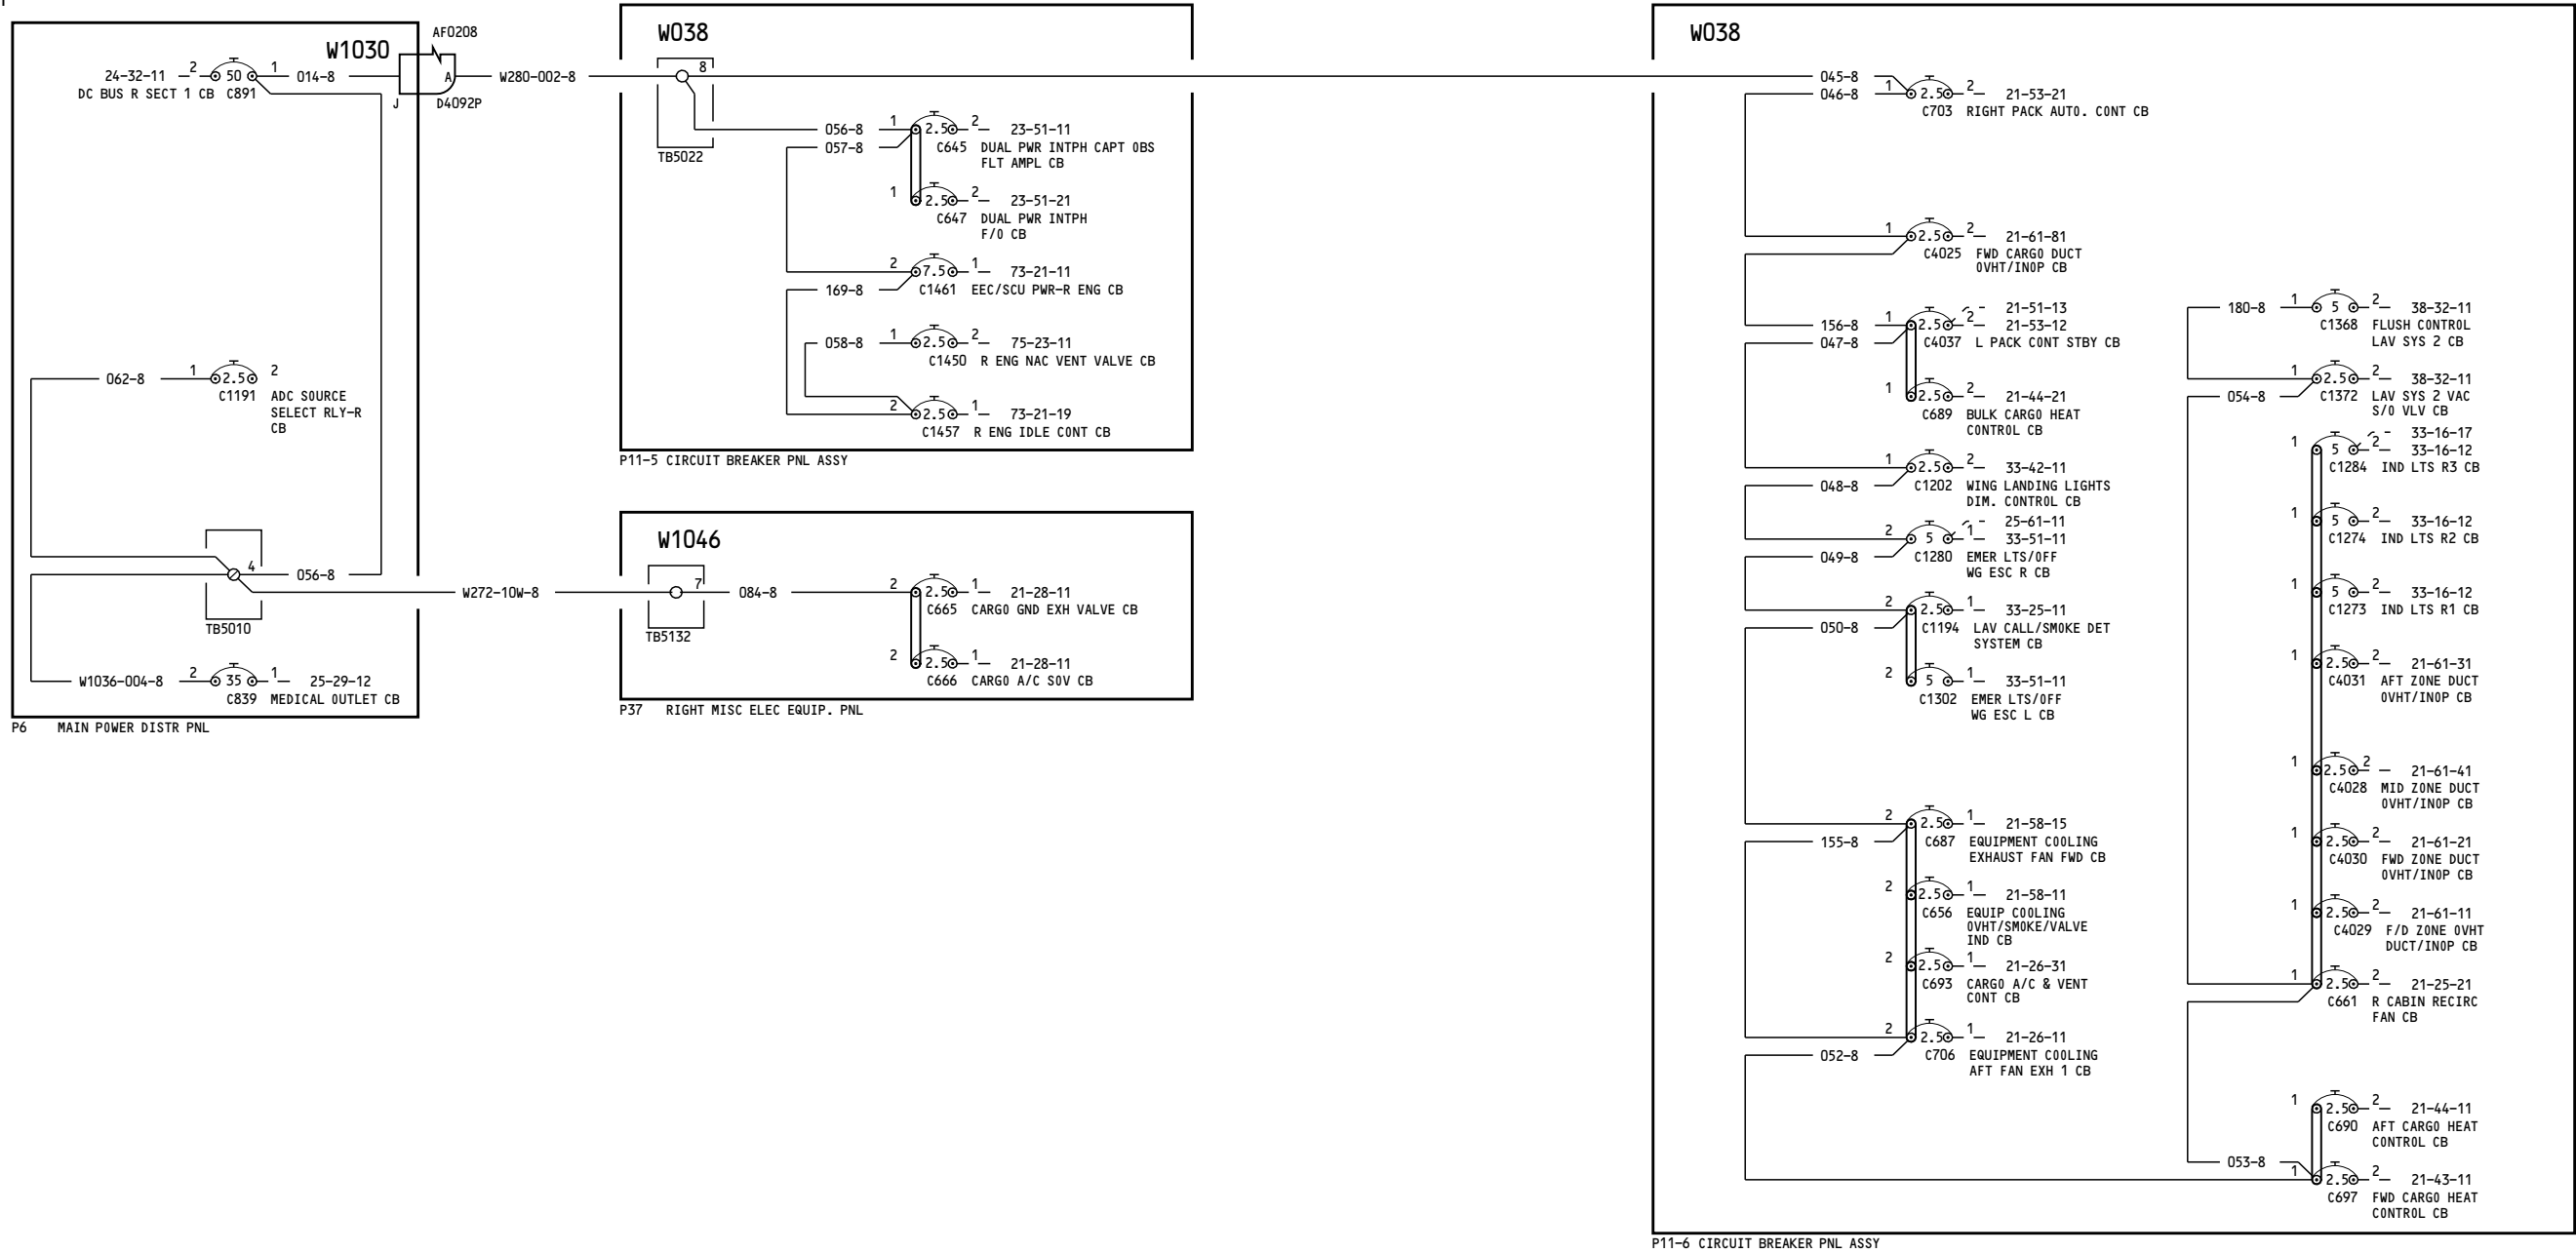 W1030
AF0208
24-32-11 2 50 1 014-8
A
W280-002-8
DC BUS R SECT 1 CB C891
J D4092P
062-8 1 2.5 2
C1191 ADC SOURCE
SELECT RLY-R
CB
4
056-8
W272-10W-8
TB5010
W1036-004-8 2 35 1 25-29-12
C839 MEDICAL OUTLET CB
P6 MAIN POWER DISTR PNL
W038
8
TB5022
056-8 1 2.5 2 23-51-11
057-8 C645 DUAL PWR INTPH CAPT OBS
FLT AMPL CB
1 2.5 2 23-51-21
C647 DUAL PWR INTPH
F/O CB
2 7.5 1 73-21-11
169-8 C1461 EEC/SCU PWR-R ENG CB
058-8 1 2.5 2 75-23-11
C1450 R ENG NAC VENT VALVE CB
2 2.5 1 73-21-19
C1457 R ENG IDLE CONT CB
P11-5 CIRCUIT BREAKER PNL ASSY
W1046
7
084-8 2 2.5 1 21-28-11
C665 CARGO GND EXH VALVE CB
TB5132
2 2.5 1 21-28-11
C666 CARGO A/C SOV CB
P37 RIGHT MISC ELEC EQUIP. PNL
W038
045-8
046-8 1 2.5 2 21-53-21
C703 RIGHT PACK AUTO. CONT CB
1 2.5 2 21-61-81
C4025 FWD CARGO DUCT
OVHT/INOP CB
21-51-13
156-8 1 2.5 2 21-53-12
047-8 C4037 L PACK CONT STBY CB
1 2.5 2 21-44-21
C689 BULK CARGO HEAT
CONTROL CB
1 2.5 2 33-42-11
048-8 C1202 WING LANDING LIGHTS
DIM. CONTROL CB
25-61-11
2 5 1 33-51-11
049-8 C1280 EMER LTS/OFF
WG ESC R CB
2 2.5 1 33-25-11
050-8 C1194 LAV CALL/SMOKE DET
SYSTEM CB
2 5 1 33-51-11
C1302 EMER LTS/OFF
WG ESC L CB
2 2.5 1 21-58-15
155-8 C687 EQUIPMENT COOLING
EXHAUST FAN FWD CB
2 2.5 1 21-58-11
C656 EQUIP COOLING
OVHT/SMOKE/VALVE
IND CB
2 2.5 1 21-26-31
C693 CARGO A/C & VENT
CONT CB
2 2.5 1 21-26-11
052-8 C706 EQUIPMENT COOLING
AFT FAN EXH 1 CB
180-8 1 5 2 38-32-11
C1368 FLUSH CONTROL
LAV SYS 2 CB
1 2.5 2 38-32-11
054-8 C1372 LAV SYS 2 VAC
S/O VLV CB
33-16-17
1 5 2 33-16-12
C1284 IND LTS R3 CB
1 5 2 33-16-12
C1274 IND LTS R2 CB
1 5 2 33-16-12
C1273 IND LTS R1 CB
1 2.5 2 21-61-31
C4031 AFT ZONE DUCT
OVHT/INOP CB
1 2.5 2 21-61-41
C4028 MID ZONE DUCT
OVHT/INOP CB
1 2.5 2 21-61-21
C4030 FWD ZONE DUCT
OVHT/INOP CB
1 2.5 2 21-61-11
C4029 F/D ZONE OVHT
DUCT/INOP CB
1 2.5 2 21-25-21
C661 R CABIN RECIRC
FAN CB
1 2.5 2 21-44-11
C690 AFT CARGO HEAT
CONTROL CB
053-8
1 2.5 2 21-43-11
C697 FWD CARGO HEAT
CONTROL CB
P11-6 CIRCUIT BREAKER PNL ASSY